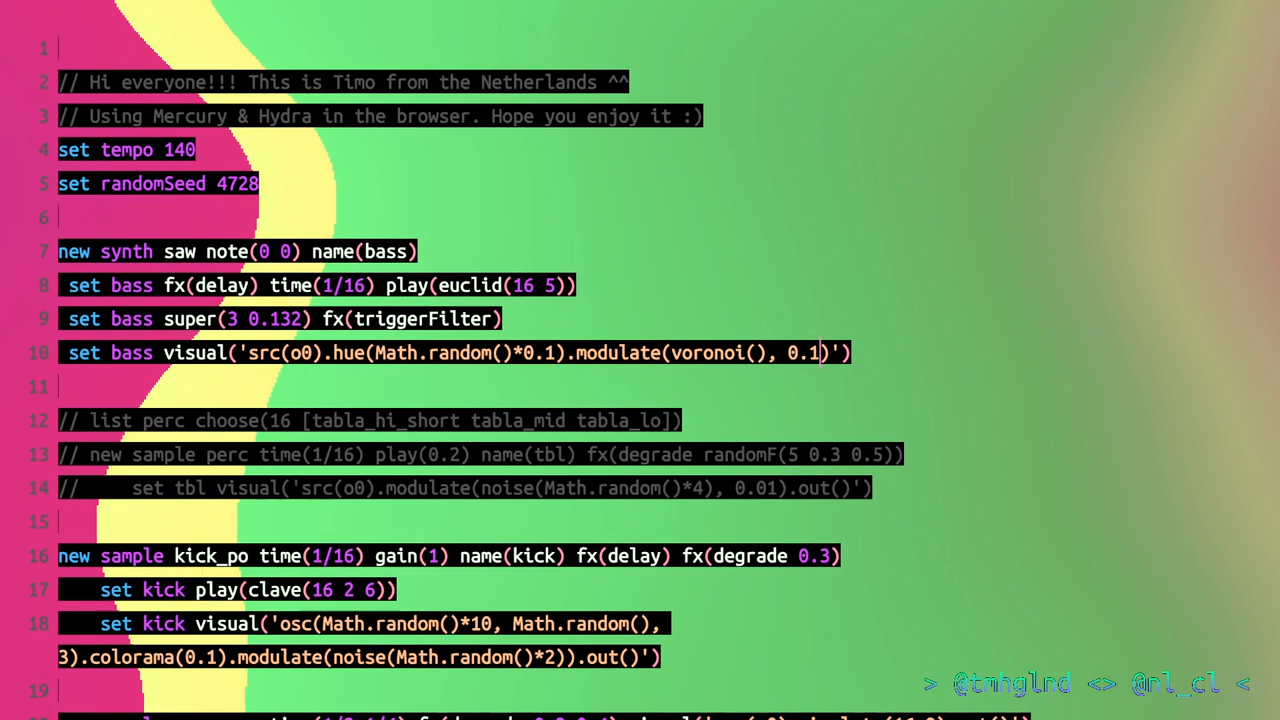 1
2 // Hi everyone!!! This is Timo from the Netherlands ^^
3 // Using Mercury & Hydra in the browser. Hope you enjoy it :)
4 set tempo 140
5 set randomSeed 4728
6
7 new synth saw note(0 0) name(bass)
8 set bass fx(delay) time(1/16) play(euclid(16 5))
9 set bass super(3 0.132) fx(triggerFilter)
10 set bass visual('src(o0).hue(Math.random()*0.1).modulate(voronoi(), 0.1)')
11
12 // list perc choose(16 [tabla_hi_short tabla_mid tabla_lo])
13 // new sample perc time(1/16) play(0.2) name(tbl) fx(degrade randomF(5 0.3 0.5))
14 //     set tbl visual('src(o0).modulate(noise(Math.random()*4), 0.01).out()')
15
16 new sample kick_po time(1/16) gain(1) name(kick) fx(delay) fx(degrade 0.3)
17     set kick play(clave(16 2 6))
18     set kick visual('osc(Math.random()*10, Math.random(),
3).colorama(0.1).modulate(noise(Math.random()*2)).out()')
19
> @tmhglnd <> @nl_cl <